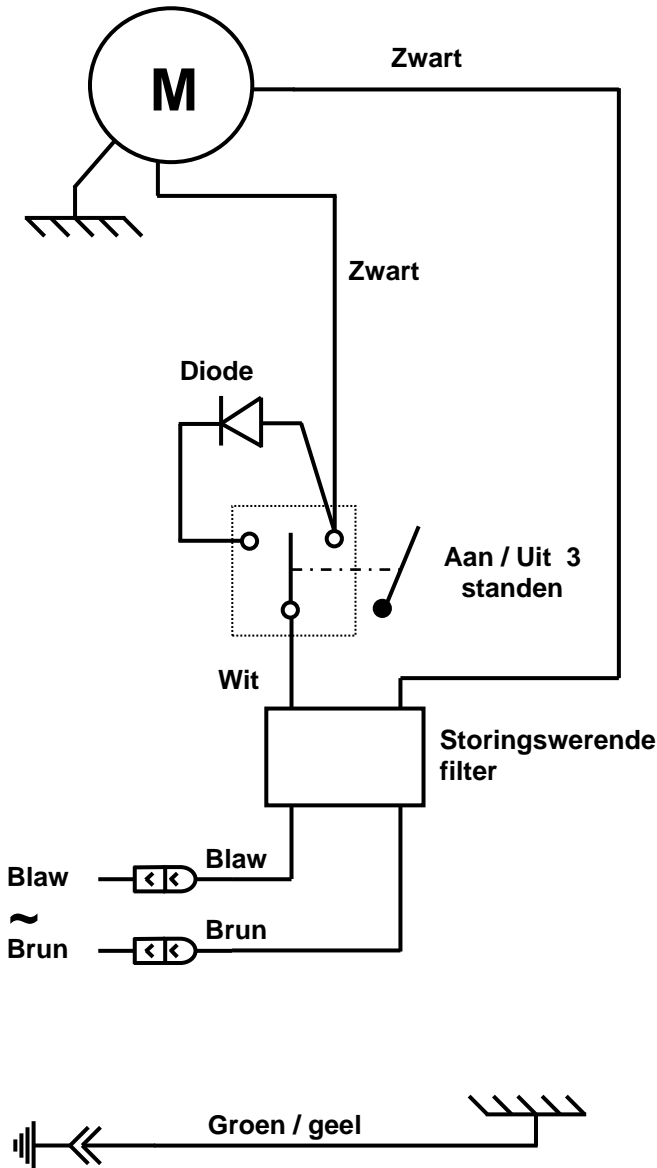 Zwart
M
Zwart
Diode
Aan / Uit 3
standen
Wit
Storingswerende
filter
Blaw
Blaw
~
Brun
Brun
Groen / geel